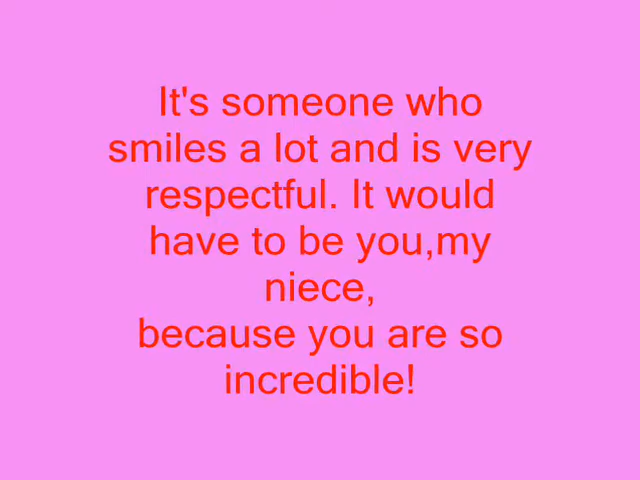 It's someone who
smiles a lot and is very
respectful. It would
have to be you,my
niece,
because you are so
incredible!